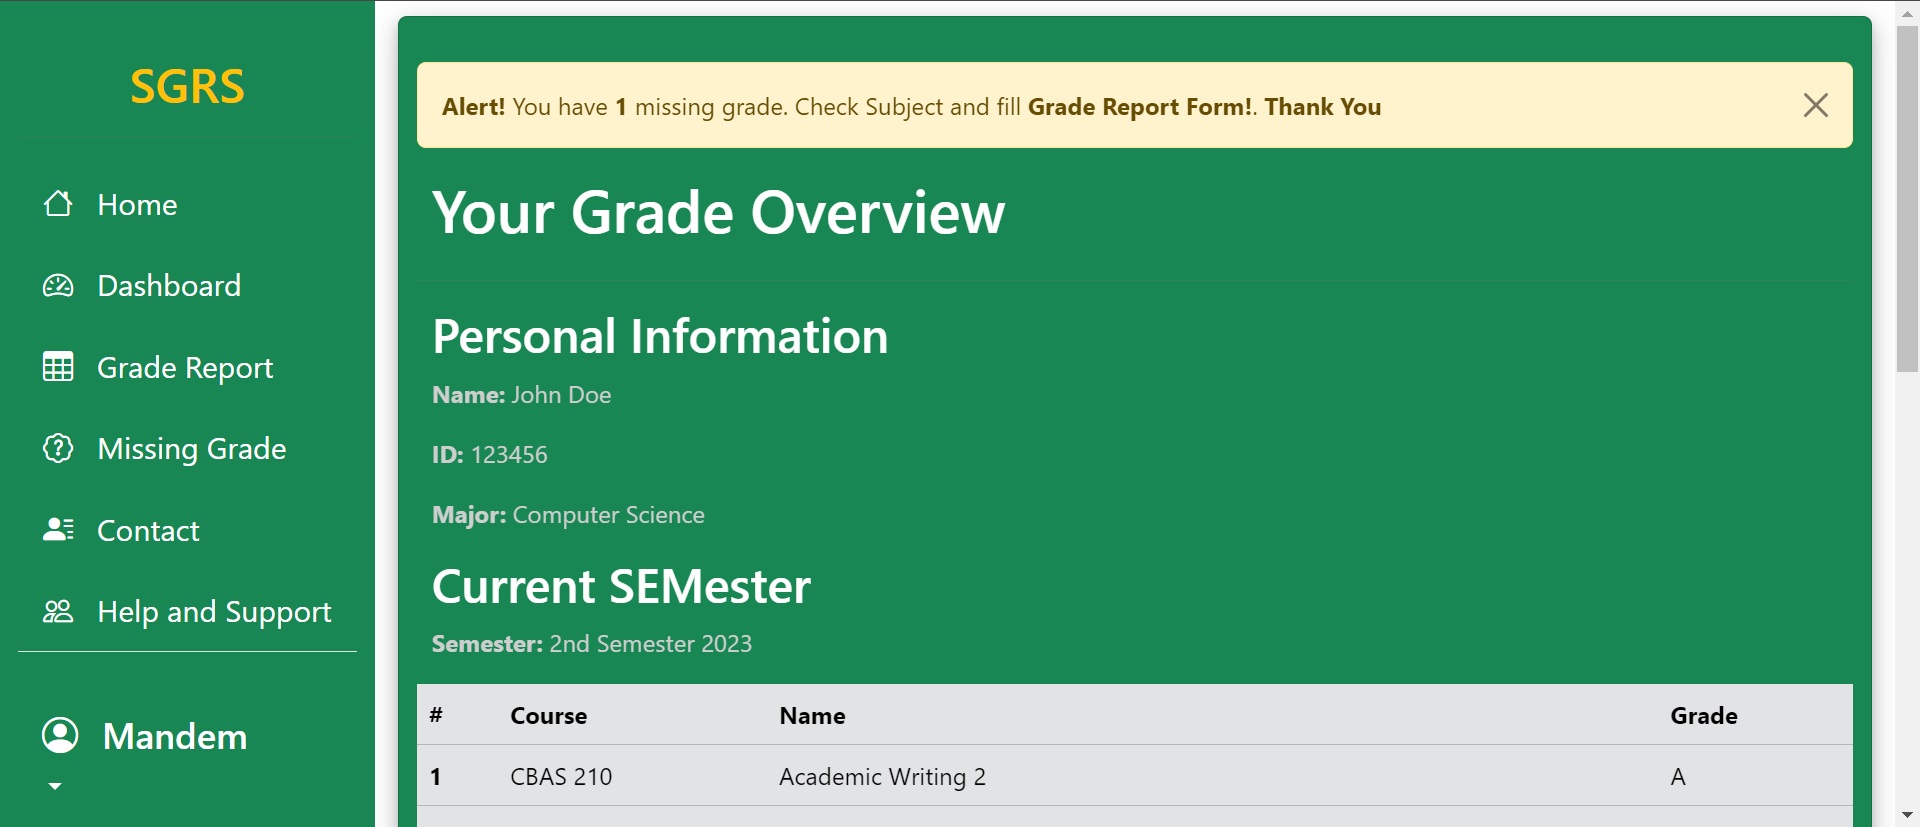 SGRS
Home
Dashboard
Grade Report
Missing Grade
Contact
Help and Support
Mandem
Alert! You have 1 missing grade. Check Subject and fill Grade Report Form!. Thank You
Your Grade Overview
Personal Information
Name: John Doe
ID: 123456
Major: Computer Science
Current SEMester
Semester: 2nd Semester 2023
# Course Name Grade
1 CBAS 210 Academic Writing 2 A